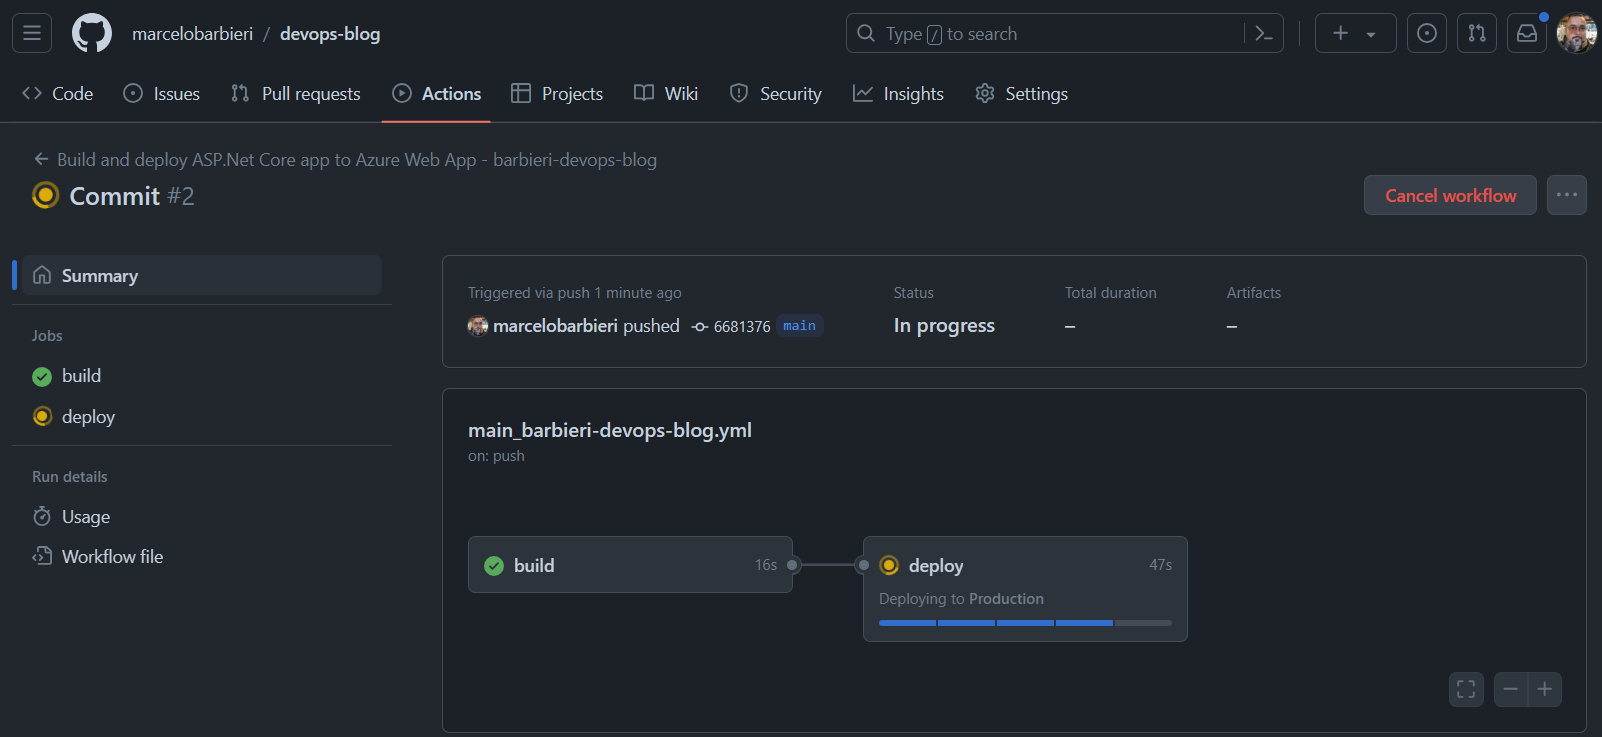 marcelobarbieri / devops-blog
Type / to search
Code Issues Pull requests Actions Projects Wiki Security Insights Settings
Build and deploy ASP.Net Core app to Azure Web App - barbieri-devops-blog
Commit #2
Cancel workflow
Summary
Jobs
build
deploy
Run details
Usage
Workflow file
Triggered via push 1 minute ago
marcelobarbieri pushed 6681376 main
Status
In progress
Total duration
–
Artifacts
–
main_barbieri-devops-blog.yml
on: push
build 16s
deploy 47s
Deploying to Production